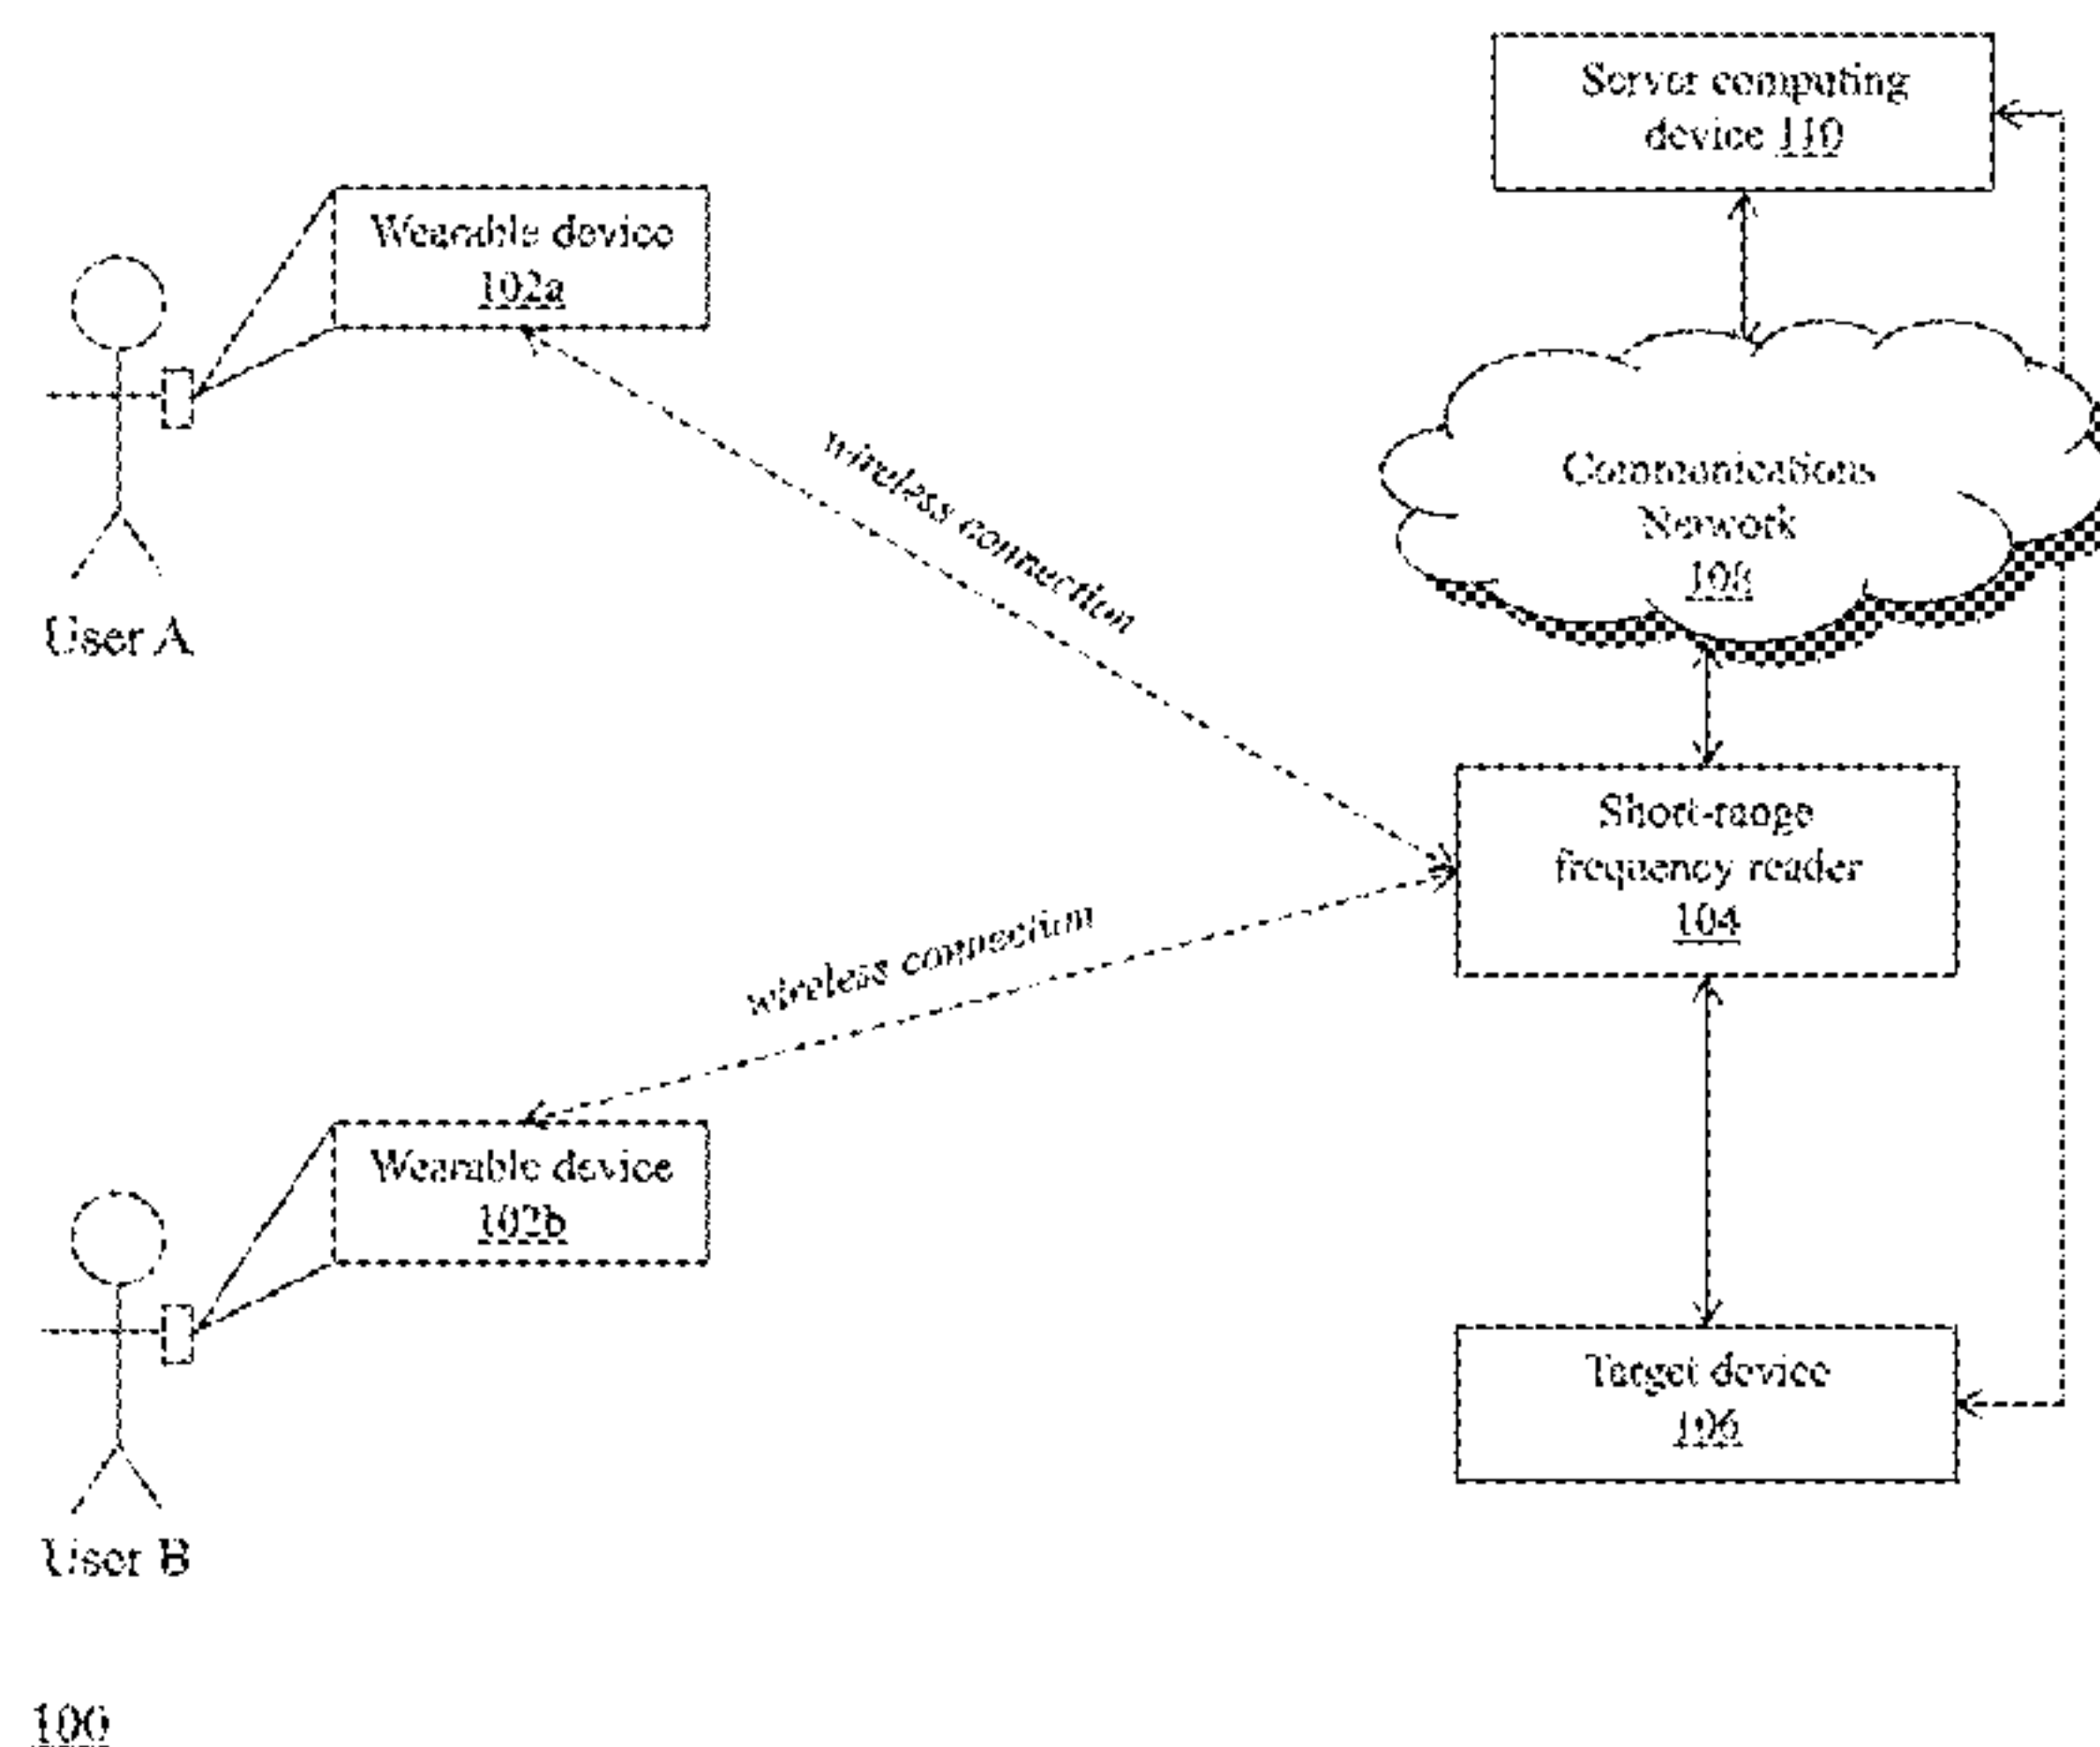 Server computing
device 110
Wearable device
102a
User A
wireless connection
Communications
Network
108
Short-range
frequency reader
104
wireless connection
Wearable device
102b
User B
Target device
106
100